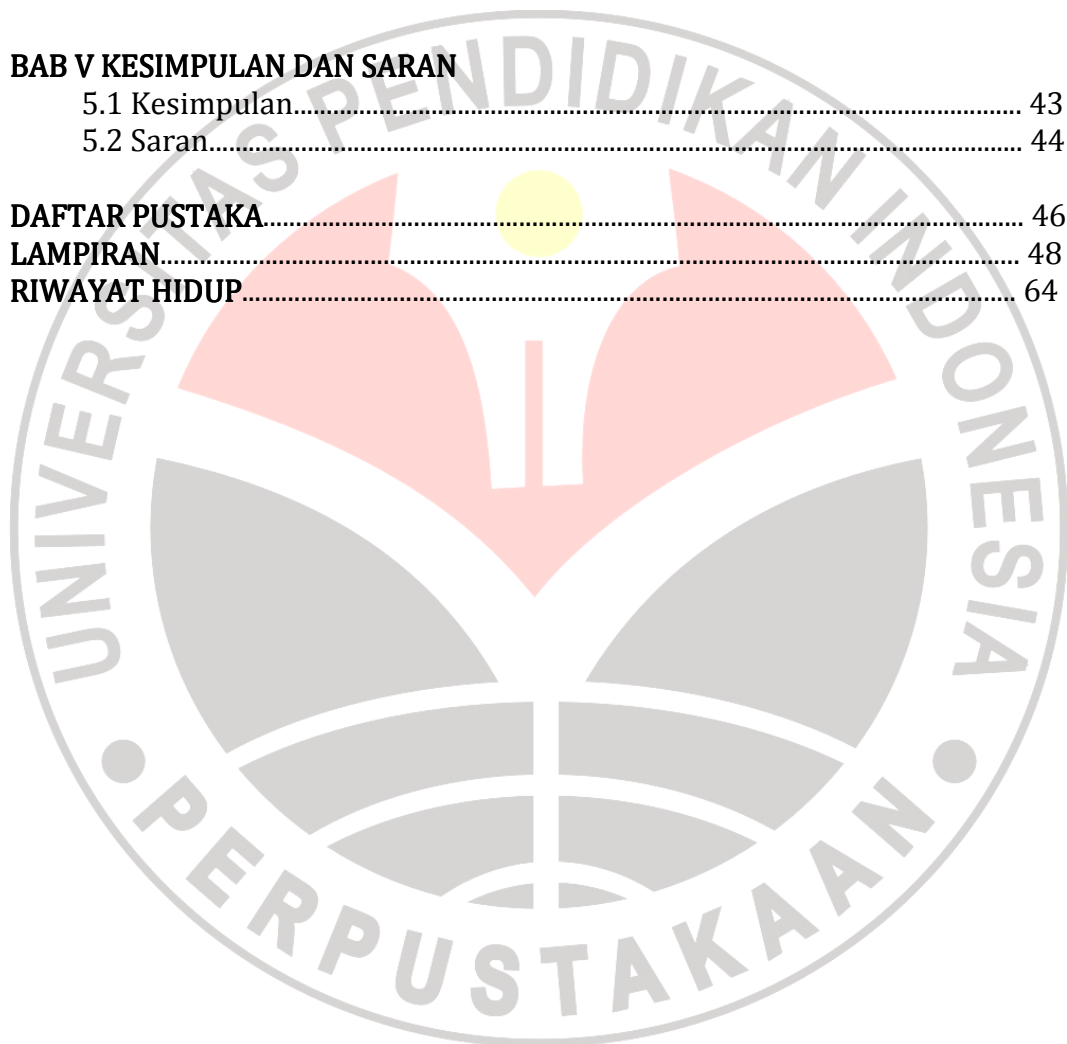 BAB V KESIMPULAN DAN SARAN
5.1 Kesimpulan........................................................................................................................ 43
5.2 Saran...................................................................................................................................... 44
DAFTAR PUSTAKA............................................................................................................................. 46
LAMPIRAN.............................................................................................................................................. 48
RIWAYAT HIDUP................................................................................................................................ 64
UNIVERSITAS PENDIDIKAN INDONESIA
PERPUSTAKAAN